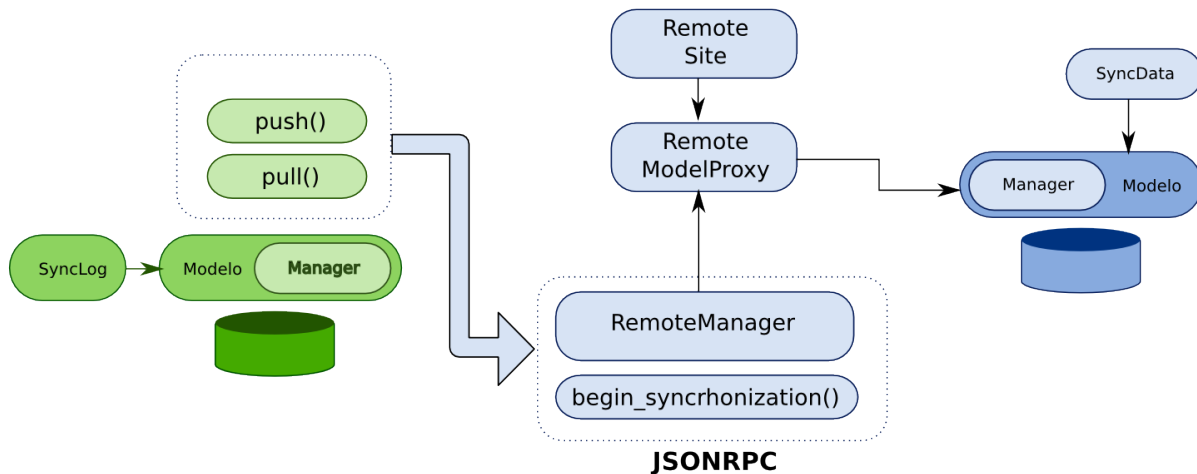 push()
pull()
SyncLog
Modelo
Manager
Remote
Site
Remote
ModelProxy
RemoteManager
begin_syncrhonization()
JSONRPC
SyncData
Manager
Modelo